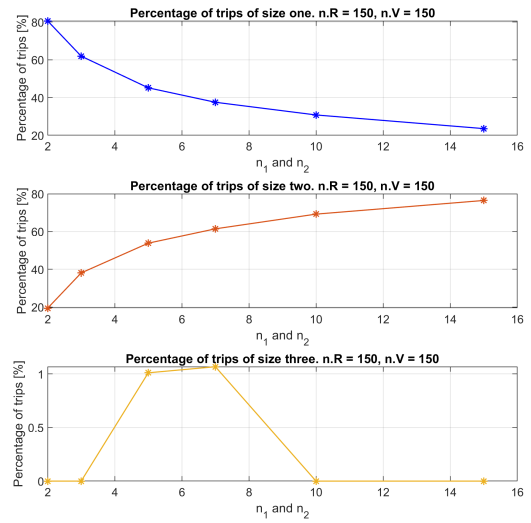 Percentage of trips of size one. n.R = 150, n.V = 150
Percentage of trips [%]
80
60
40
20
2 4 6 8 10 12 14 16
n₁ and n₂
Percentage of trips of size two. n.R = 150, n.V = 150
Percentage of trips [%]
80
60
40
20
2 4 6 8 10 12 14 16
n₁ and n₂
Percentage of trips of size three. n.R = 150, n.V = 150
Percentage of trips [%]
1
0.5
0
2 4 6 8 10 12 14 16
n₁ and n₂